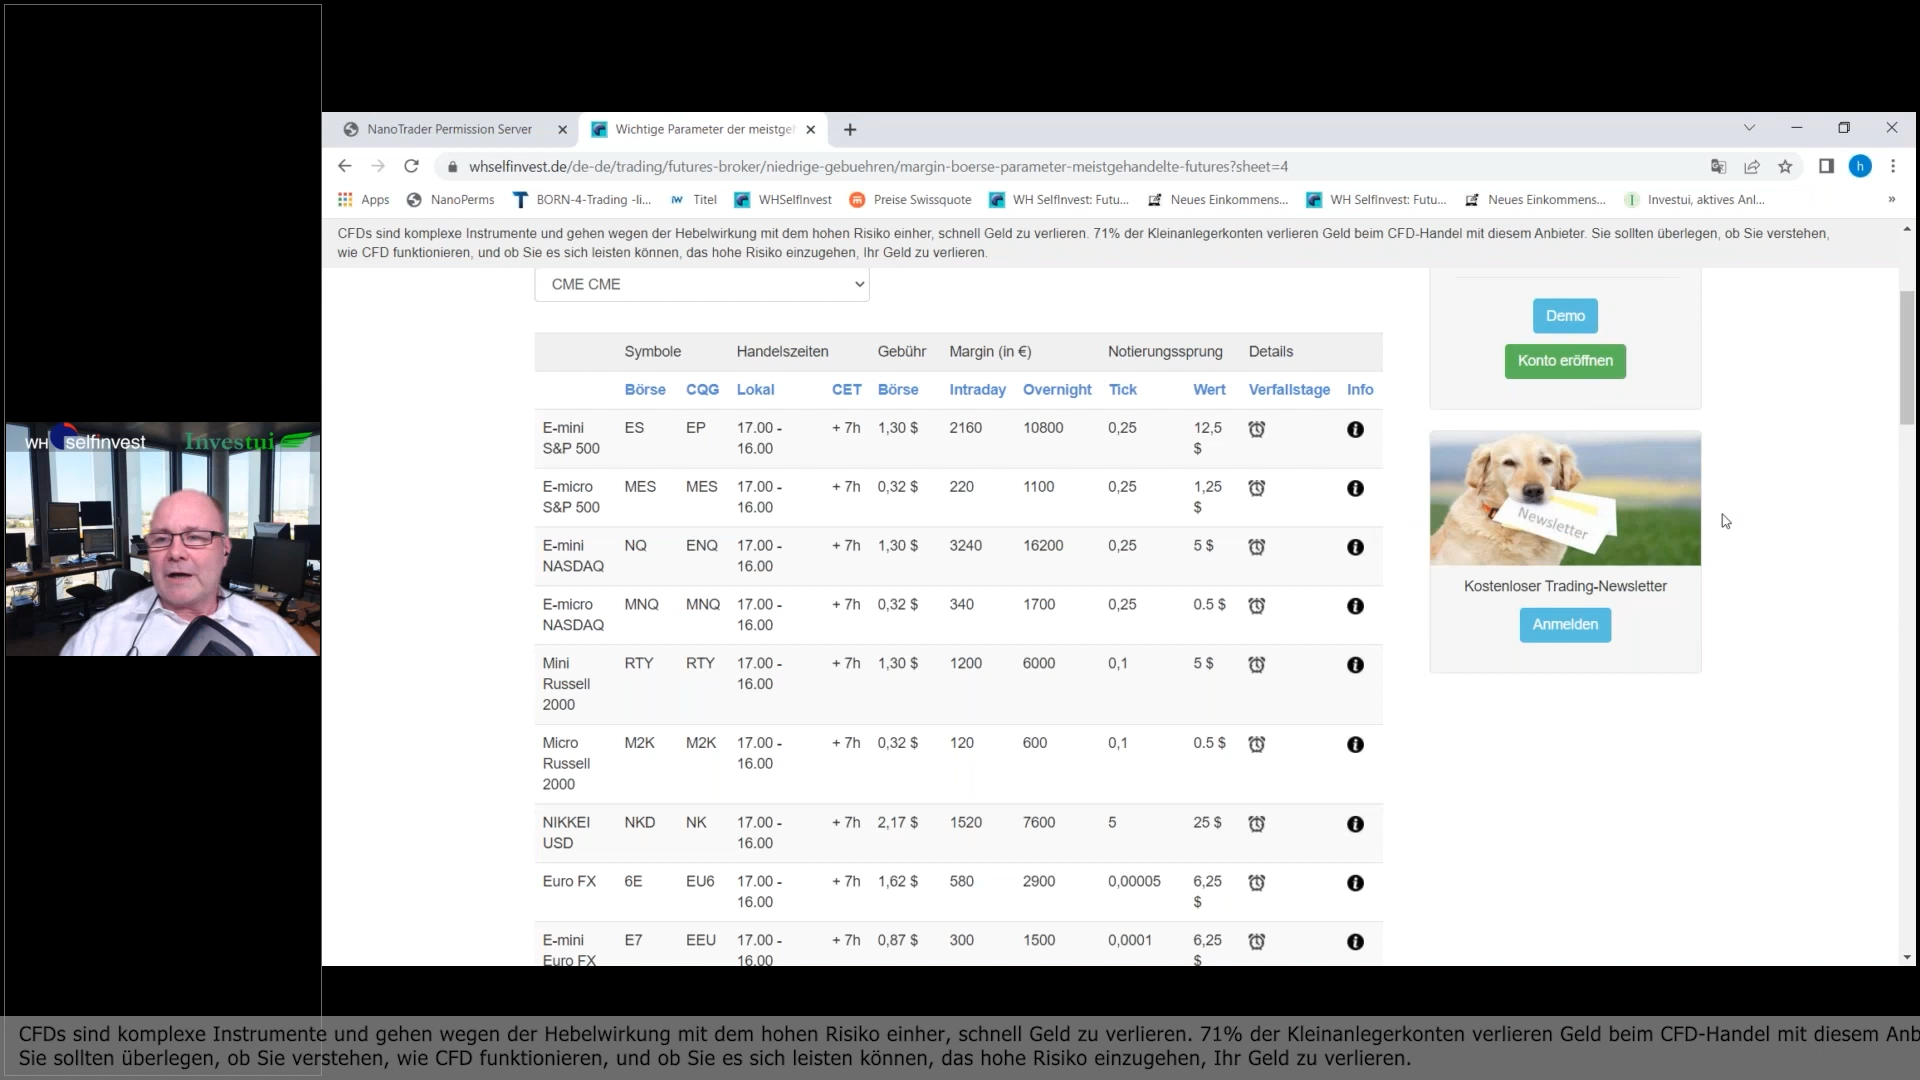 NanoTrader Permission Server
Wichtige Parameter der meistge
whselfinvest.de/de-de/trading/futures-broker/niedrige-gebuehren/margin-boerse-parameter-meistgehandelte-futures?sheet=4
h
Apps NanoPerms BORN-4-Trading -li... IW Titel WHSelfInvest Preise Swissquote WH SelfInvest: Futu... Neues Einkommens... WH SelfInvest: Futu... Neues Einkommens... I Investui, aktives Anl... »
CFDs sind komplexe Instrumente und gehen wegen der Hebelwirkung mit dem hohen Risiko einher, schnell Geld zu verlieren. 71% der Kleinanlegerkonten verlieren Geld beim CFD-Handel mit diesem Anbieter. Sie sollten überlegen, ob Sie verstehen,
wie CFD funktionieren, und ob Sie es sich leisten können, das hohe Risiko einzugehen, Ihr Geld zu verlieren.
CME CME
Symbole Handelszeiten Gebühr Margin (in €) Notierungssprung Details
Börse CQG Lokal CET Börse Intraday Overnight Tick Wert Verfallstage Info
E-mini ES EP 17.00 - + 7h 1,30 $ 2160 10800 0,25 12,5
S&P 500 16.00 $
E-micro MES MES 17.00 - + 7h 0,32 $ 220 1100 0,25 1,25
S&P 500 16.00 $
E-mini NQ ENQ 17.00 - + 7h 1,30 $ 3240 16200 0,25 5 $
NASDAQ 16.00
E-micro MNQ MNQ 17.00 - + 7h 0,32 $ 340 1700 0,25 0.5 $
NASDAQ 16.00
Mini RTY RTY 17.00 - + 7h 1,30 $ 1200 6000 0,1 5 $
Russell 16.00
2000
Micro M2K M2K 17.00 - + 7h 0,32 $ 120 600 0,1 0.5 $
Russell 16.00
2000
NIKKEI NKD NK 17.00 - + 7h 2,17 $ 1520 7600 5 25 $
USD 16.00
Euro FX 6E EU6 17.00 - + 7h 1,62 $ 580 2900 0,00005 6,25
16.00 $
E-mini E7 EEU 17.00 - + 7h 0,87 $ 300 1500 0,0001 6,25
Euro FX 16.00 $
Demo
Konto eröffnen
Newsletter
Kostenloser Trading-Newsletter
Anmelden
WH selfinvest Investui
CFDs sind komplexe Instrumente und gehen wegen der Hebelwirkung mit dem hohen Risiko einher, schnell Geld zu verlieren. 71% der Kleinanlegerkonten verlieren Geld beim CFD-Handel mit diesem Anb
Sie sollten überlegen, ob Sie verstehen, wie CFD funktionieren, und ob Sie es sich leisten können, das hohe Risiko einzugehen, Ihr Geld zu verlieren.